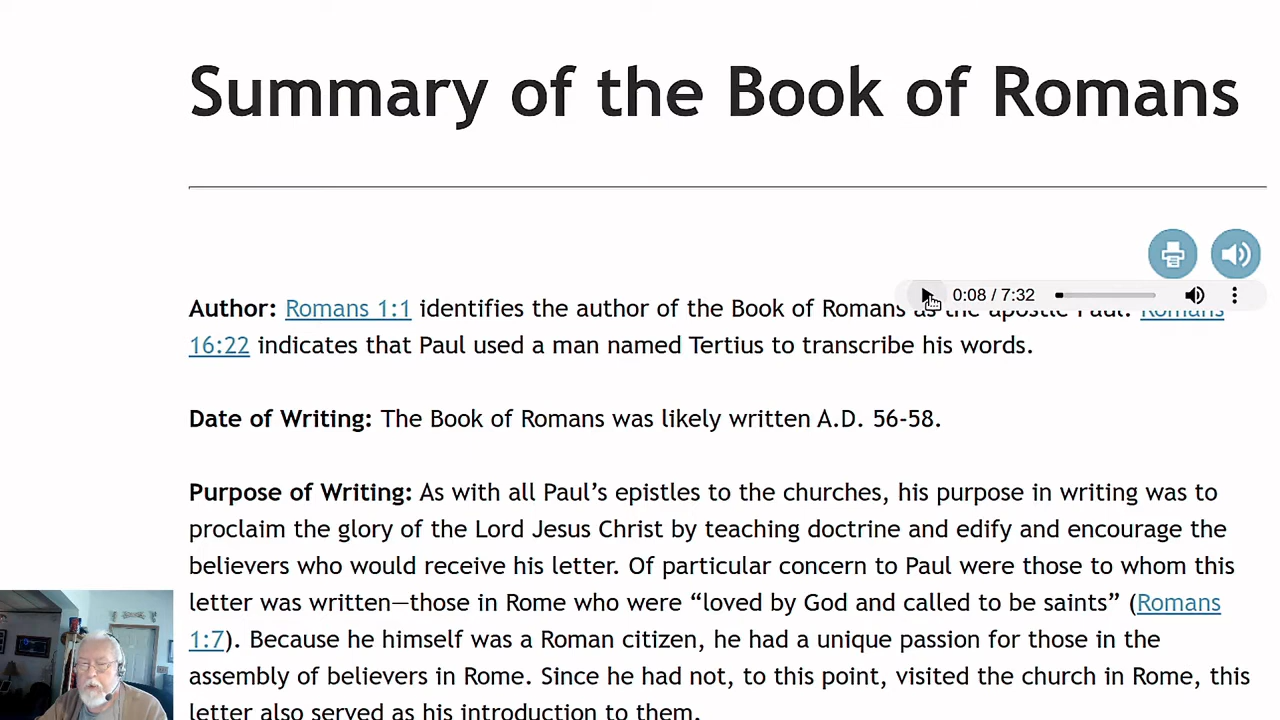 Summary of the Book of Romans
0:08 / 7:32
Author: Romans 1:1 identifies the author of the Book of Romans as the apostle Paul. Romans
16:22 indicates that Paul used a man named Tertius to transcribe his words.
Date of Writing: The Book of Romans was likely written A.D. 56-58.
Purpose of Writing: As with all Paul’s epistles to the churches, his purpose in writing was to
proclaim the glory of the Lord Jesus Christ by teaching doctrine and edify and encourage the
believers who would receive his letter. Of particular concern to Paul were those to whom this
letter was written—those in Rome who were “loved by God and called to be saints” (Romans
1:7). Because he himself was a Roman citizen, he had a unique passion for those in the
assembly of believers in Rome. Since he had not, to this point, visited the church in Rome, this
letter also served as his introduction to them.